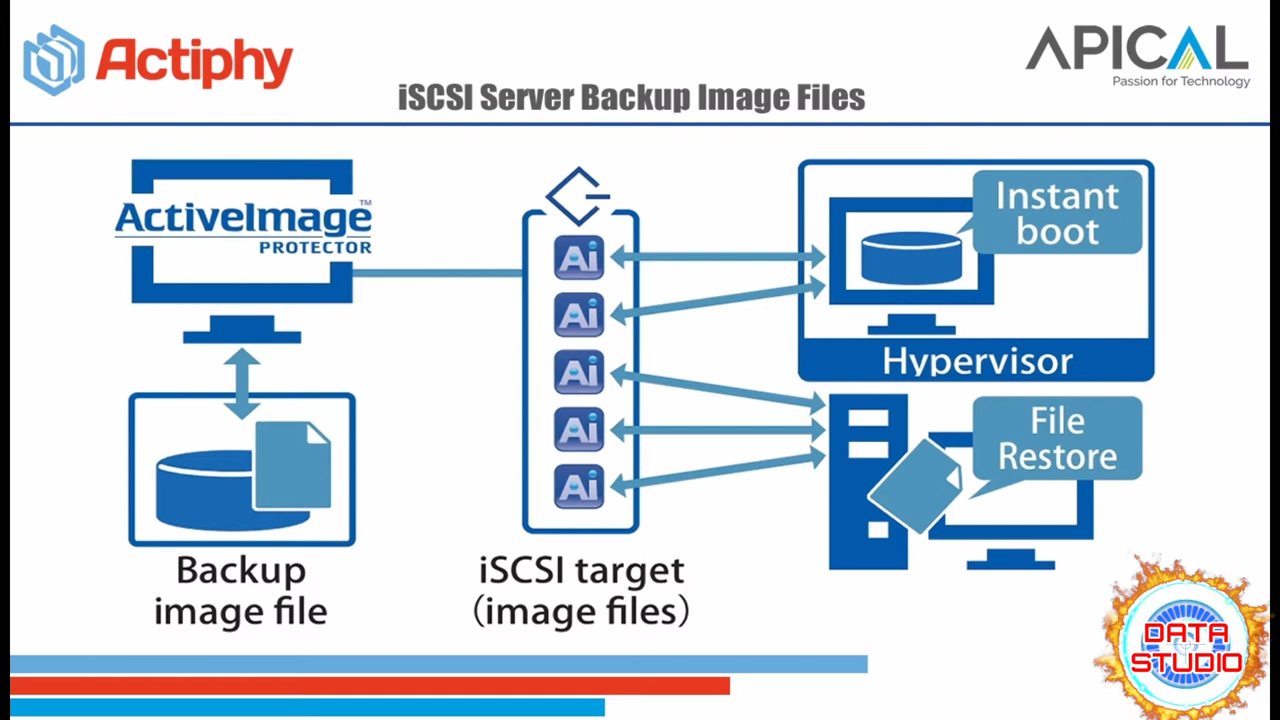 Actiphy
APICAL
Passion for Technology
iSCSI Server Backup Image Files
ActiveImage™
PROTECTOR
Ai
Ai
Ai
Ai
Ai
Instant
boot
Hypervisor
File
Restore
Backup
image file
iSCSI target
(image files)
DATA
STUDIO